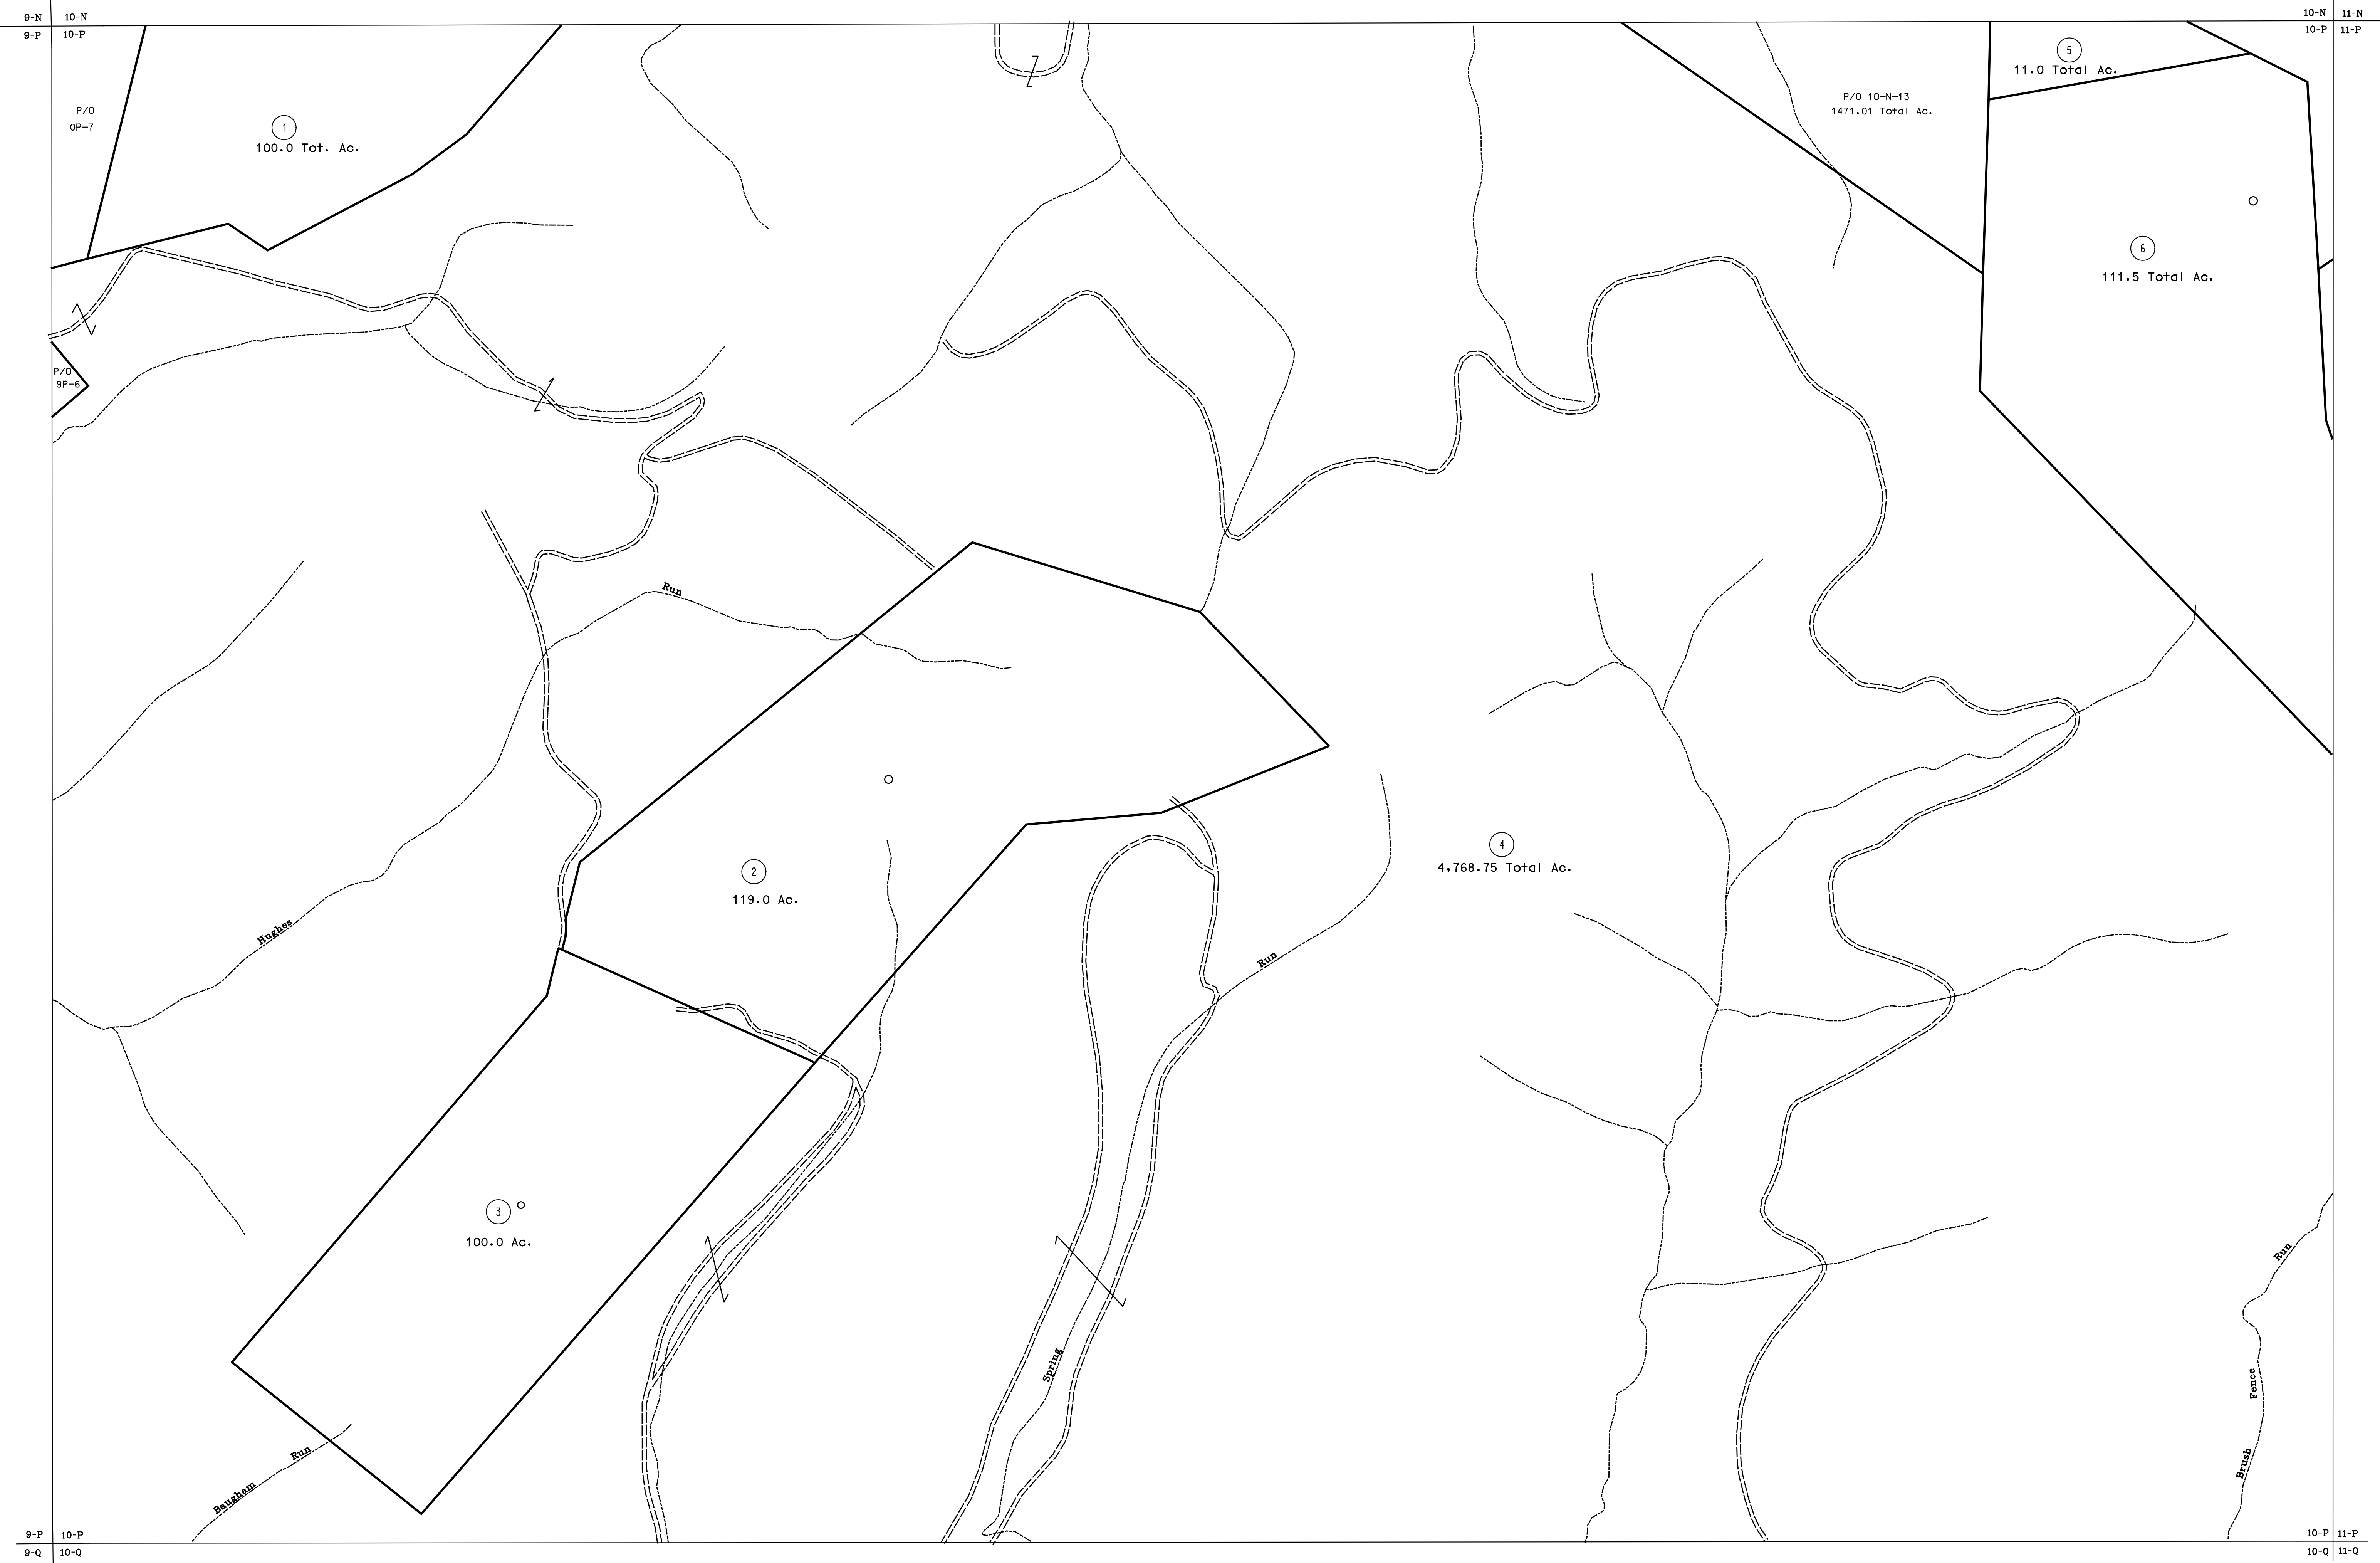 9-N 10-N
9-P 10-P
10-N 11-N
10-P 11-P
P/O
OP-7
1
100.0 Tot. Ac.
P/O 10-N-13
1471.01 Total Ac.
5
11.0 Total Ac.
6
111.5 Total Ac.
P/O
9P-6
Run
Hughes
2
119.0 Ac.
4
4,768.75 Total Ac.
Run
3
100.0 Ac.
Spring
Run
Fence
Brush
Run
Baugham
9-P 10-P
9-Q 10-Q
10-P 11-P
10-Q 11-Q